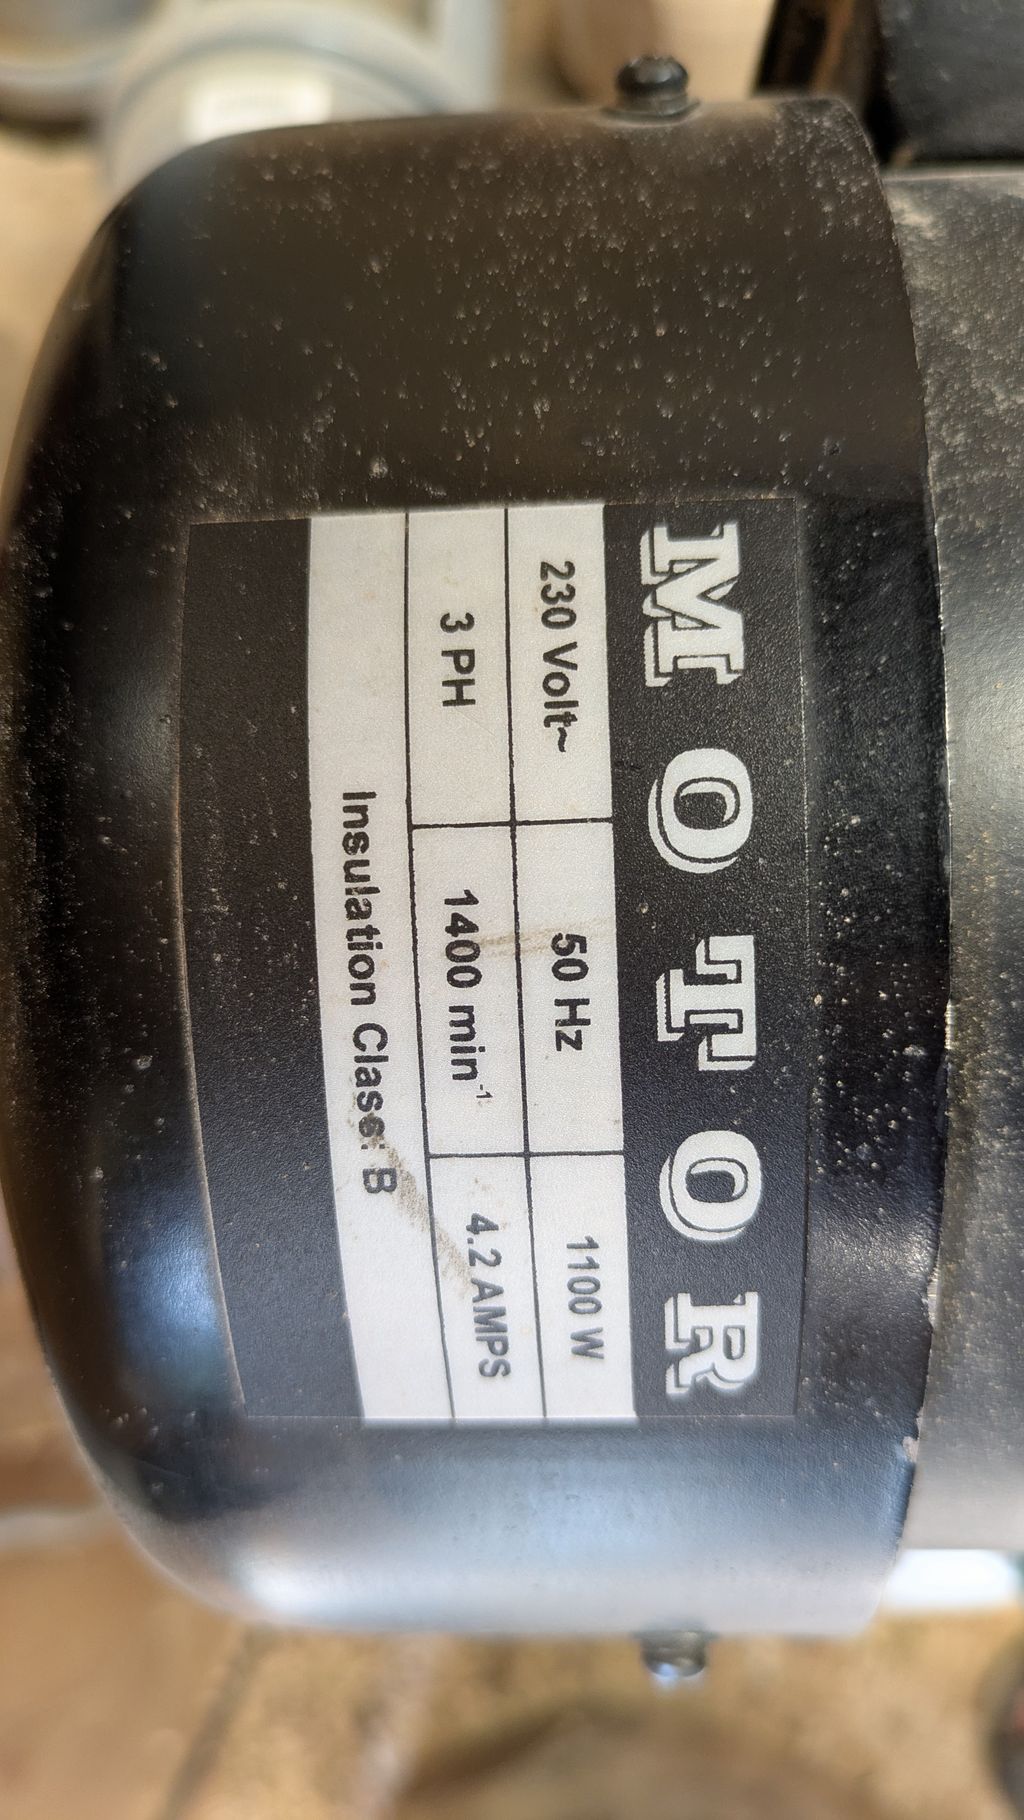 MOTOR
230 Volt~ 50 Hz 1100 W
3 PH 1400 min⁻¹ 4.2 AMPS
Insulation Class: B